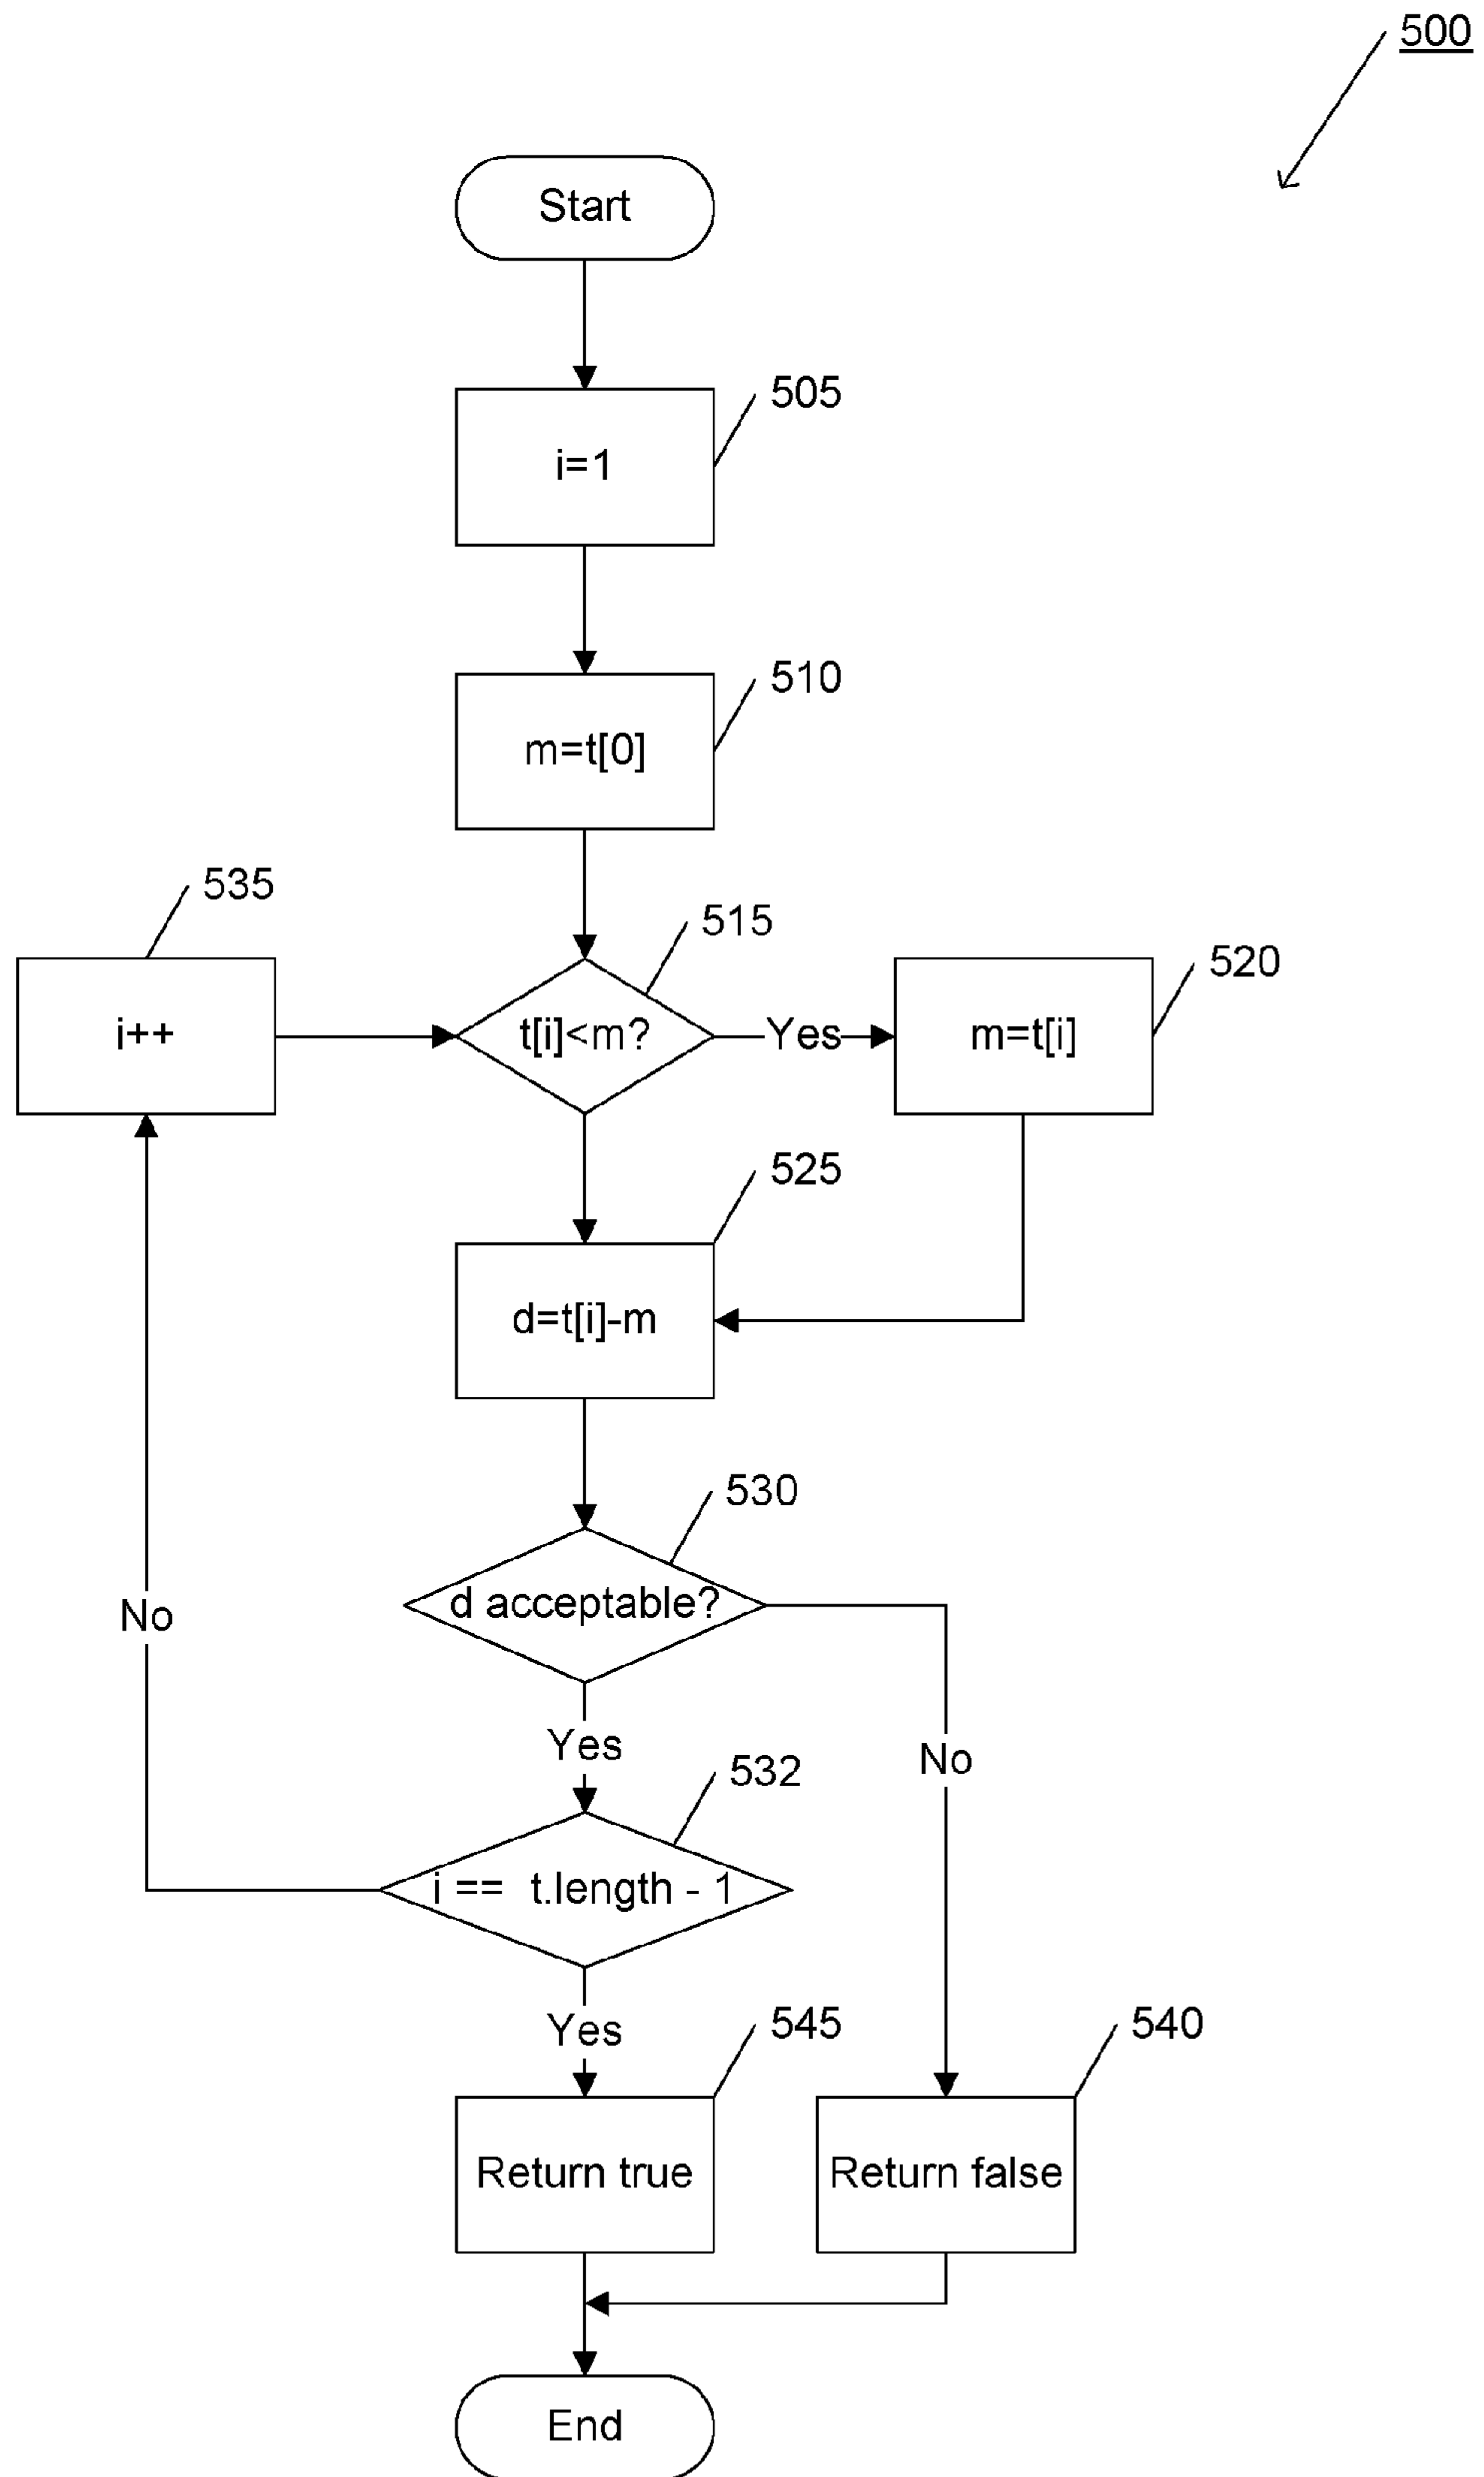 500
Start
505
i=1
510
m=t[0]
535
515
520
i++
t[i]<m?
Yes
m=t[i]
525
d=t[i]-m
530
d acceptable?
No
Yes
No
532
i == t.length - 1
Yes
545
540
Return true
Return false
End